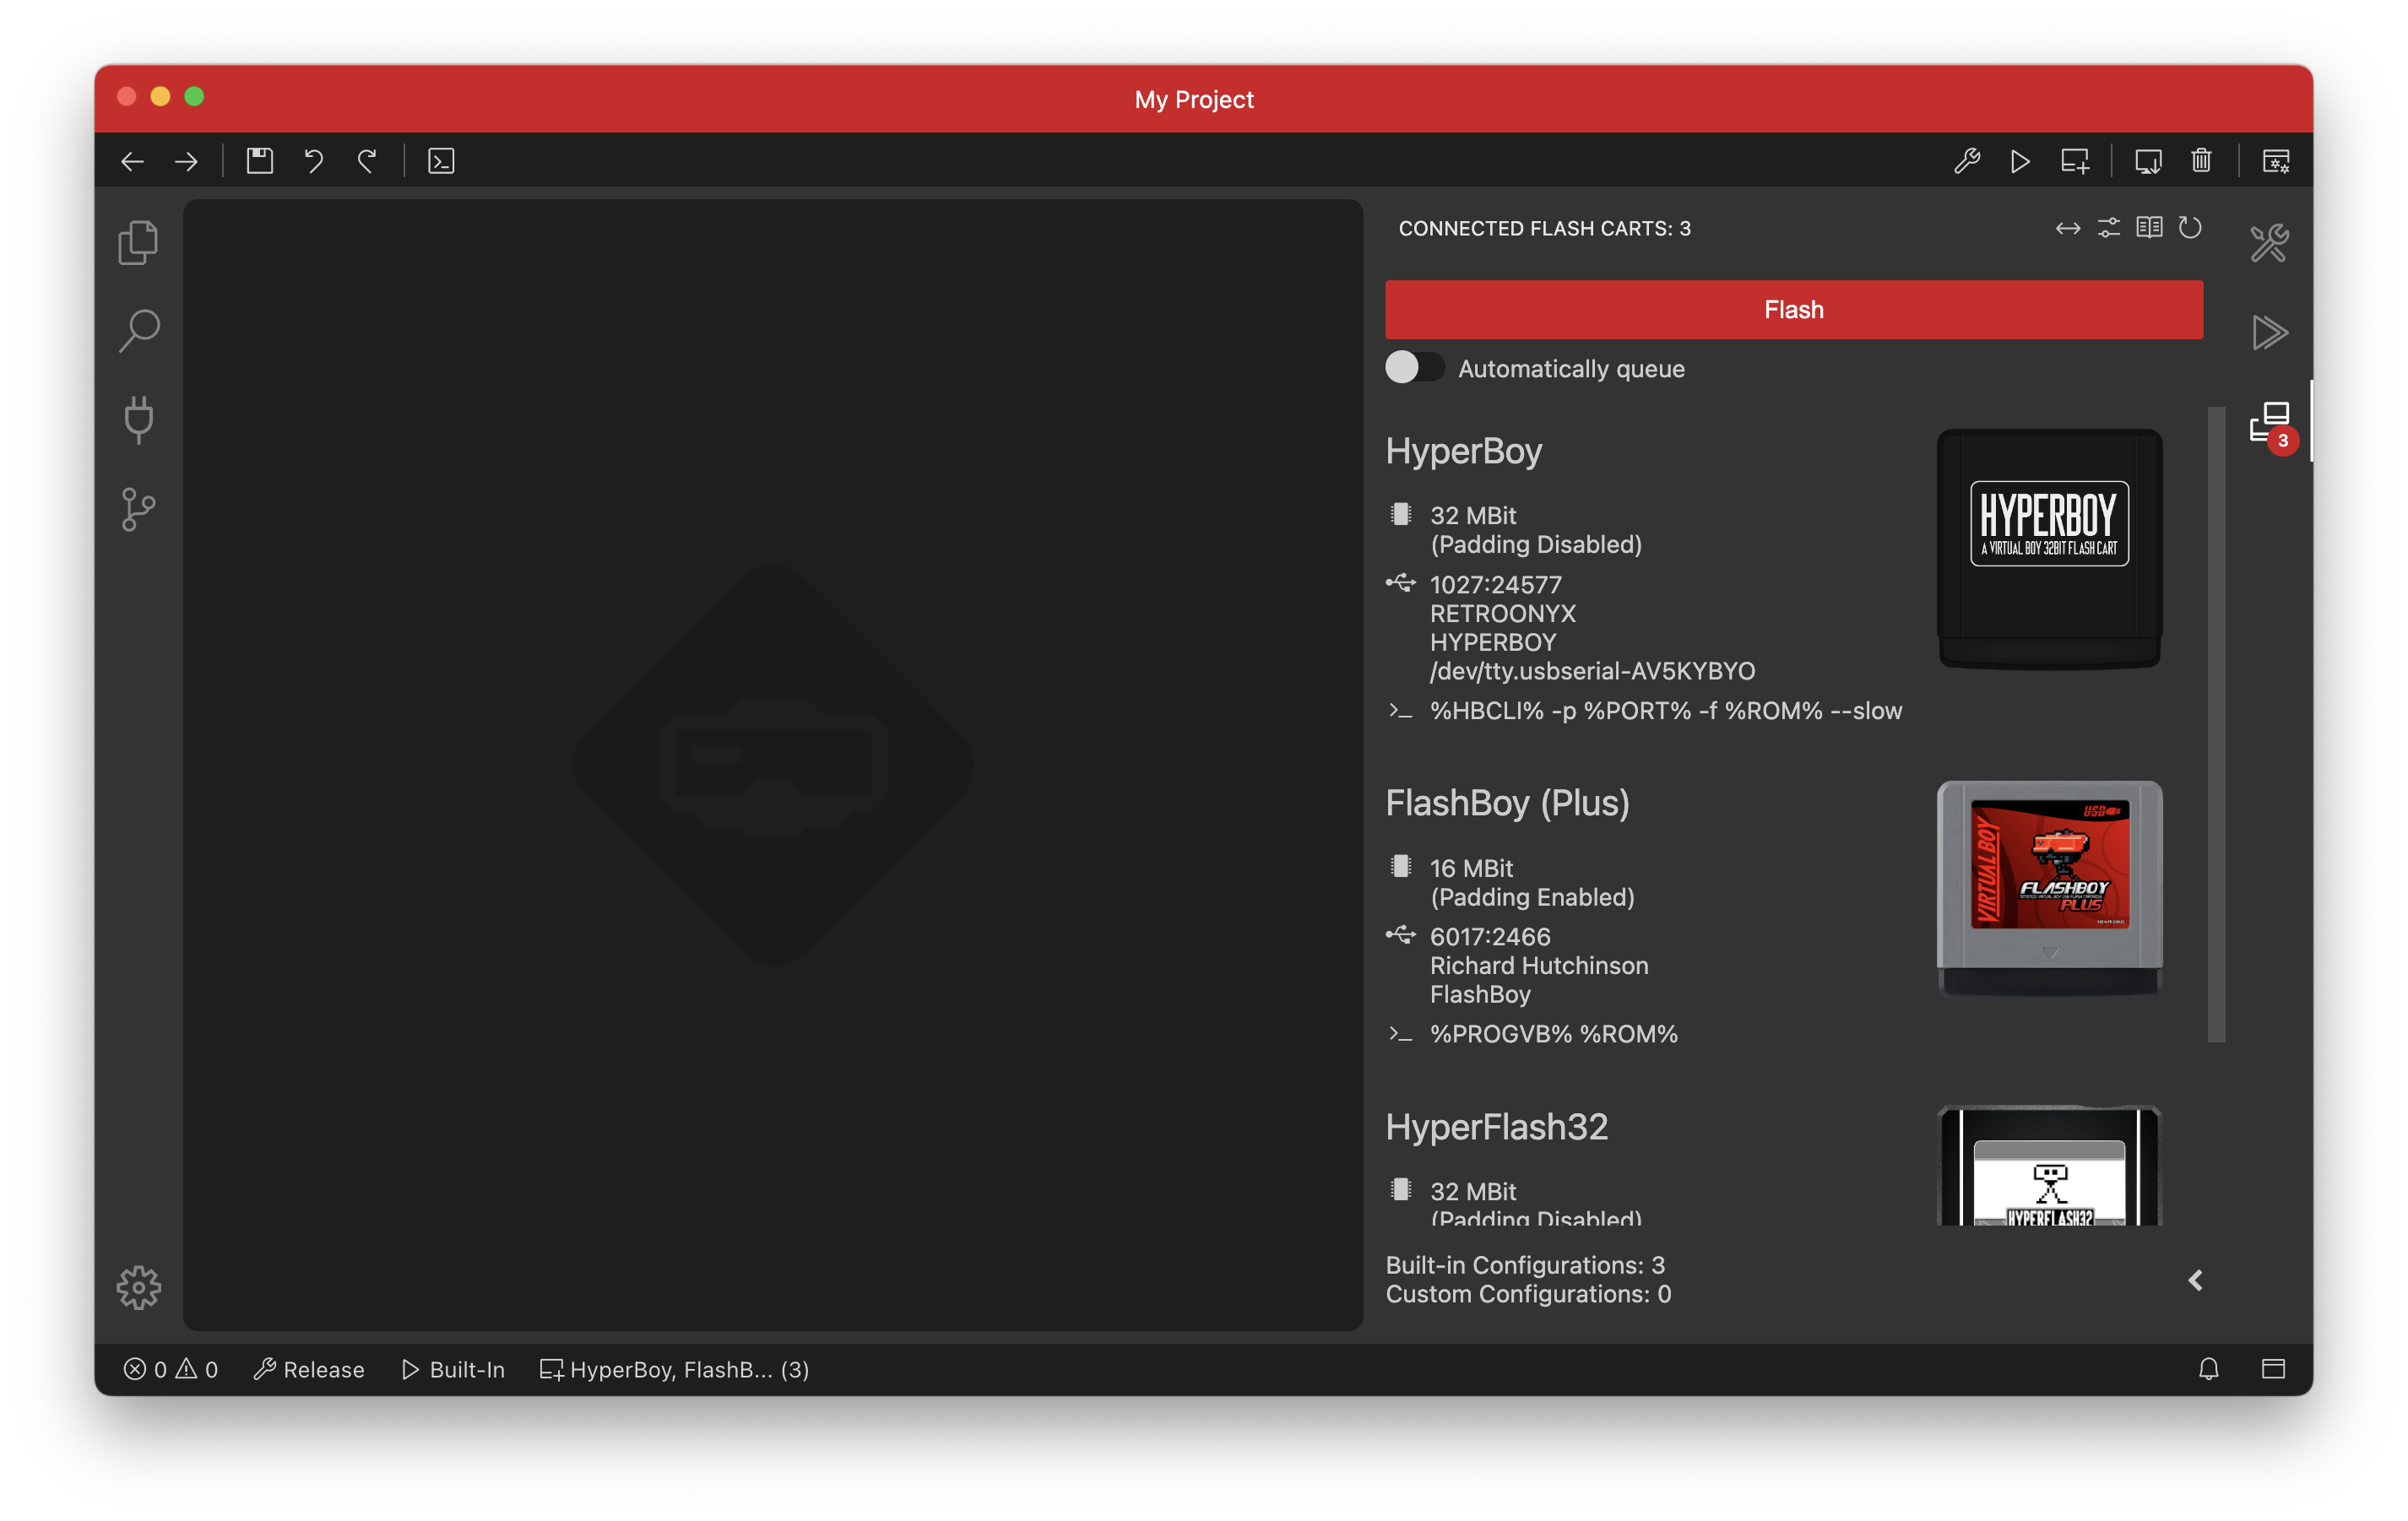 My Project
CONNECTED FLASH CARTS: 3
Flash
Automatically queue
3
HyperBoy
32 MBit
(Padding Disabled)
1027:24577
RETROONYX
HYPERBOY
/dev/tty.usbserial-AV5KYBYO
%HBCLI% -p %PORT% -f %ROM% --slow
HYPERBOY
A VIRTUAL BOY 32BIT FLASH CART
FlashBoy (Plus)
16 MBit
(Padding Enabled)
6017:2466
Richard Hutchinson
FlashBoy
%PROGVB% %ROM%
USB
VIRTUAL BOY
FLASHBOY
PLUS
HyperFlash32
32 MBit
(Padding Disabled)
HYPERFLASH32
Built-in Configurations: 3
Custom Configurations: 0
0 0 Release Built-In HyperBoy, FlashB... (3)